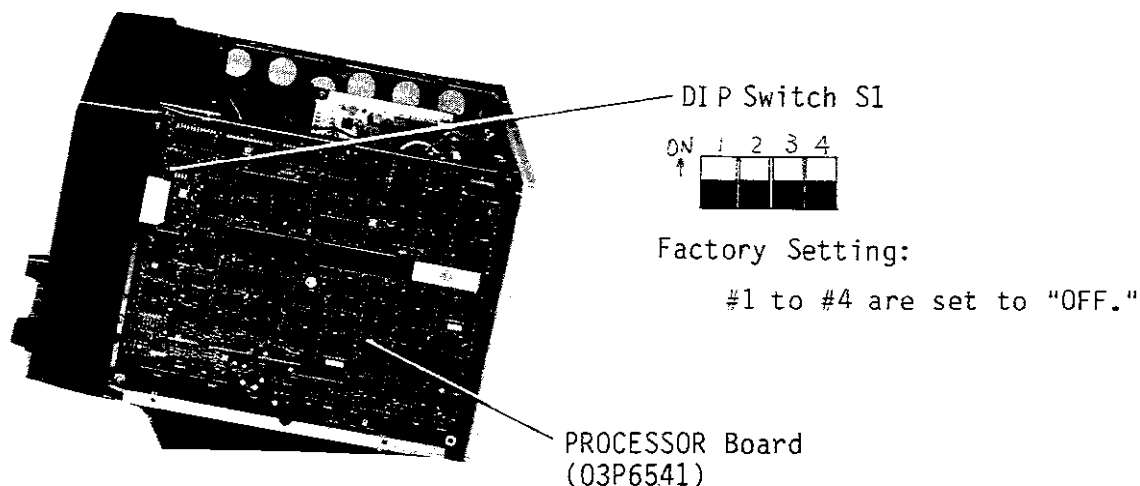 DIP Switch S1
ON 1 2 3 4
Factory Setting:
#1 to #4 are set to "OFF."
PROCESSOR Board
(03P6541)